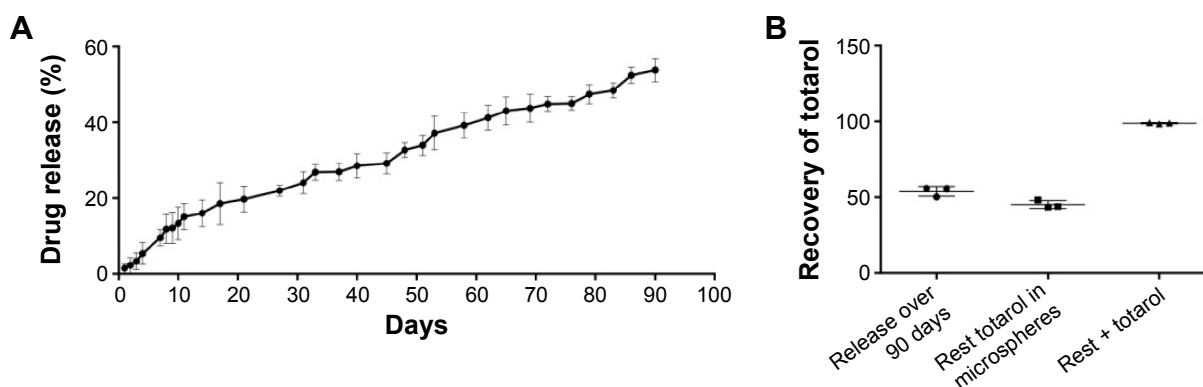 A
Drug release (%)
60
40
20
0
0 10 20 30 40 50 60 70 80 90 100
Days
B
Recovery of totarol
150
100
50
0
Release over
90 days
Rest totarol in
microspheres
Rest + totarol